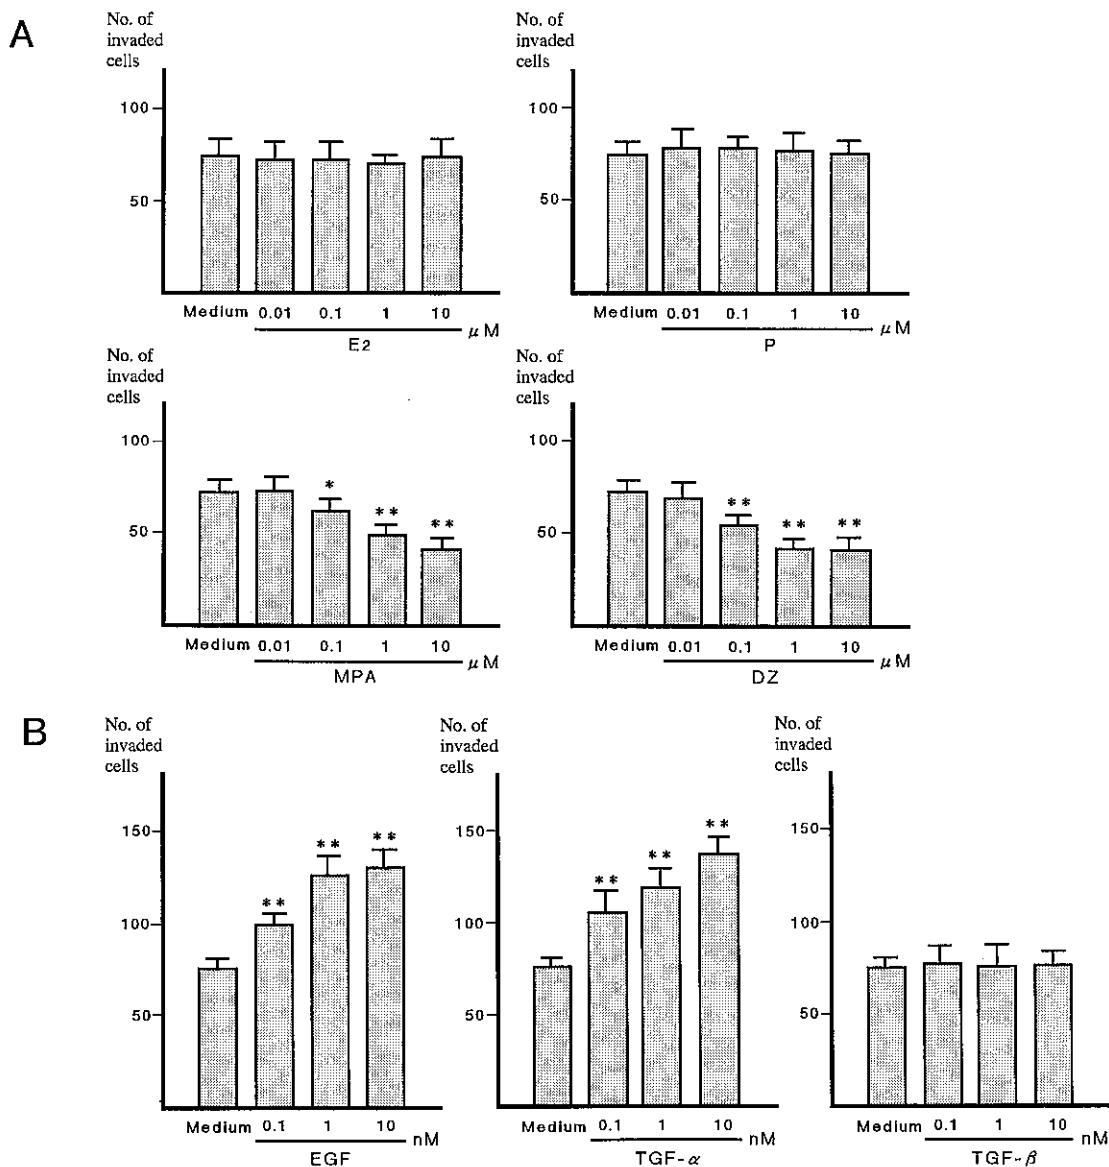 A
No. of
invaded
cells
100
50
Medium 0.01 0.1 1 10
μM
E2
No. of
invaded
cells
100
50
Medium 0.01 0.1 1 10
μM
P
No. of
invaded
cells
100
50
*
**
**
Medium 0.01 0.1 1 10
μM
MPA
No. of
invaded
cells
100
50
**
**
**
Medium 0.01 0.1 1 10
μM
DZ
B
No. of
invaded
cells
150
100
50
**
**
**
Medium 0.1 1 10
nM
EGF
No. of
invaded
cells
150
100
50
**
**
**
Medium 0.1 1 10
nM
TGF-α
No. of
invaded
cells
150
100
50
Medium 0.1 1 10
nM
TGF-β